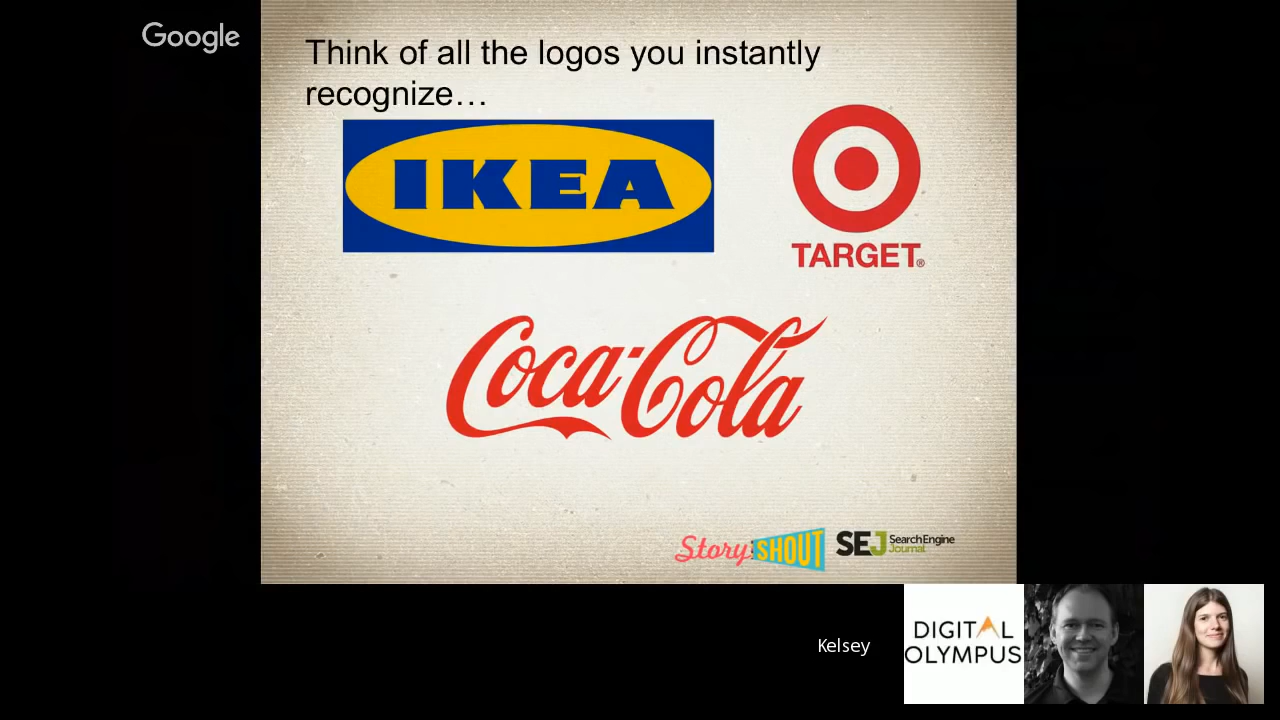 Google
Think of all the logos you instantly
recognize…
IKEA
TARGET®
Coca-Cola
Story SHOUT
SEJ Search Engine
Journal
Kelsey
DIGITAL
OLYMPUS